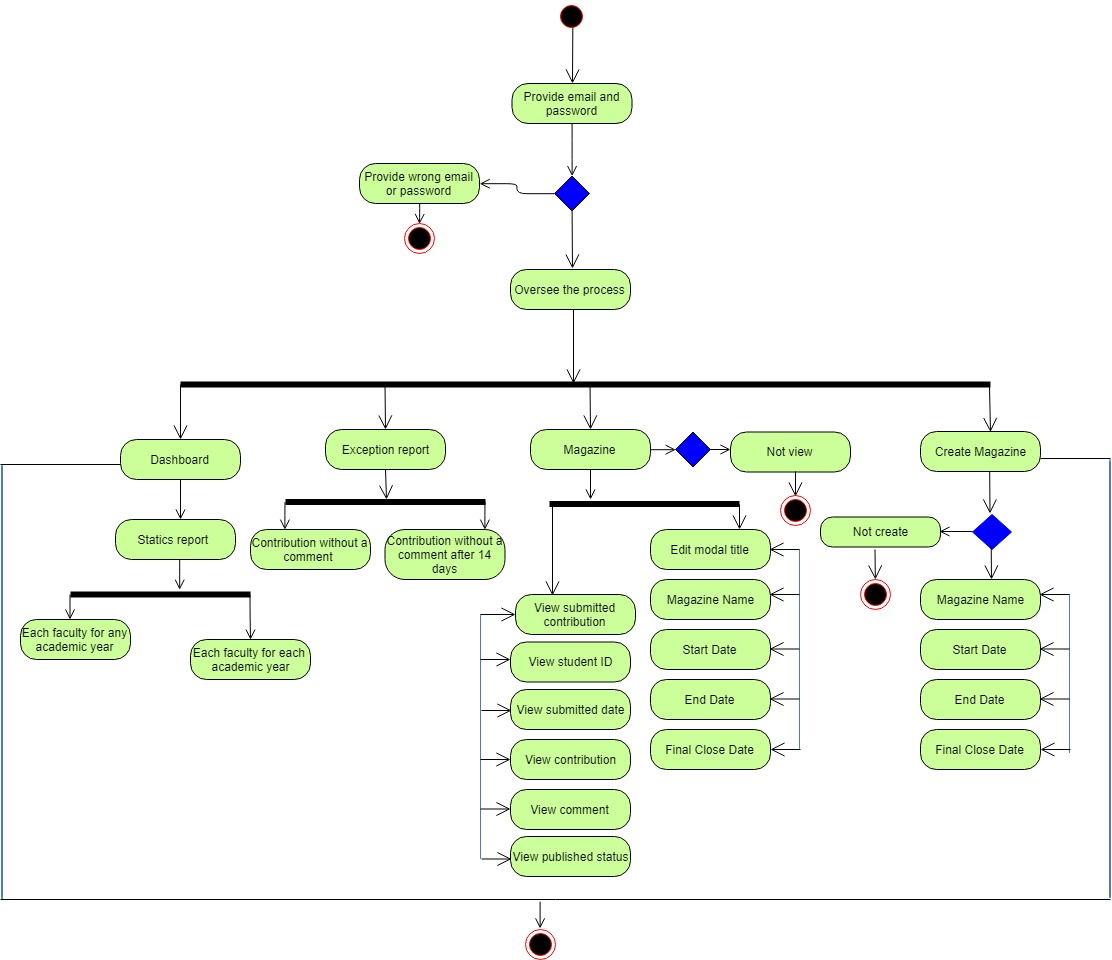 Provide email and
password
Provide wrong email
or password
Oversee the process
Dashboard
Exception report
Magazine
Not view
Create Magazine
Statics report
Contribution without a
comment
Contribution without a
comment after 14
days
Edit modal title
Not create
Each faculty for any
academic year
Each faculty for each
academic year
View submitted
contribution
View student ID
View submitted date
View contribution
View comment
View published status
Magazine Name
Start Date
End Date
Final Close Date
Magazine Name
Start Date
End Date
Final Close Date